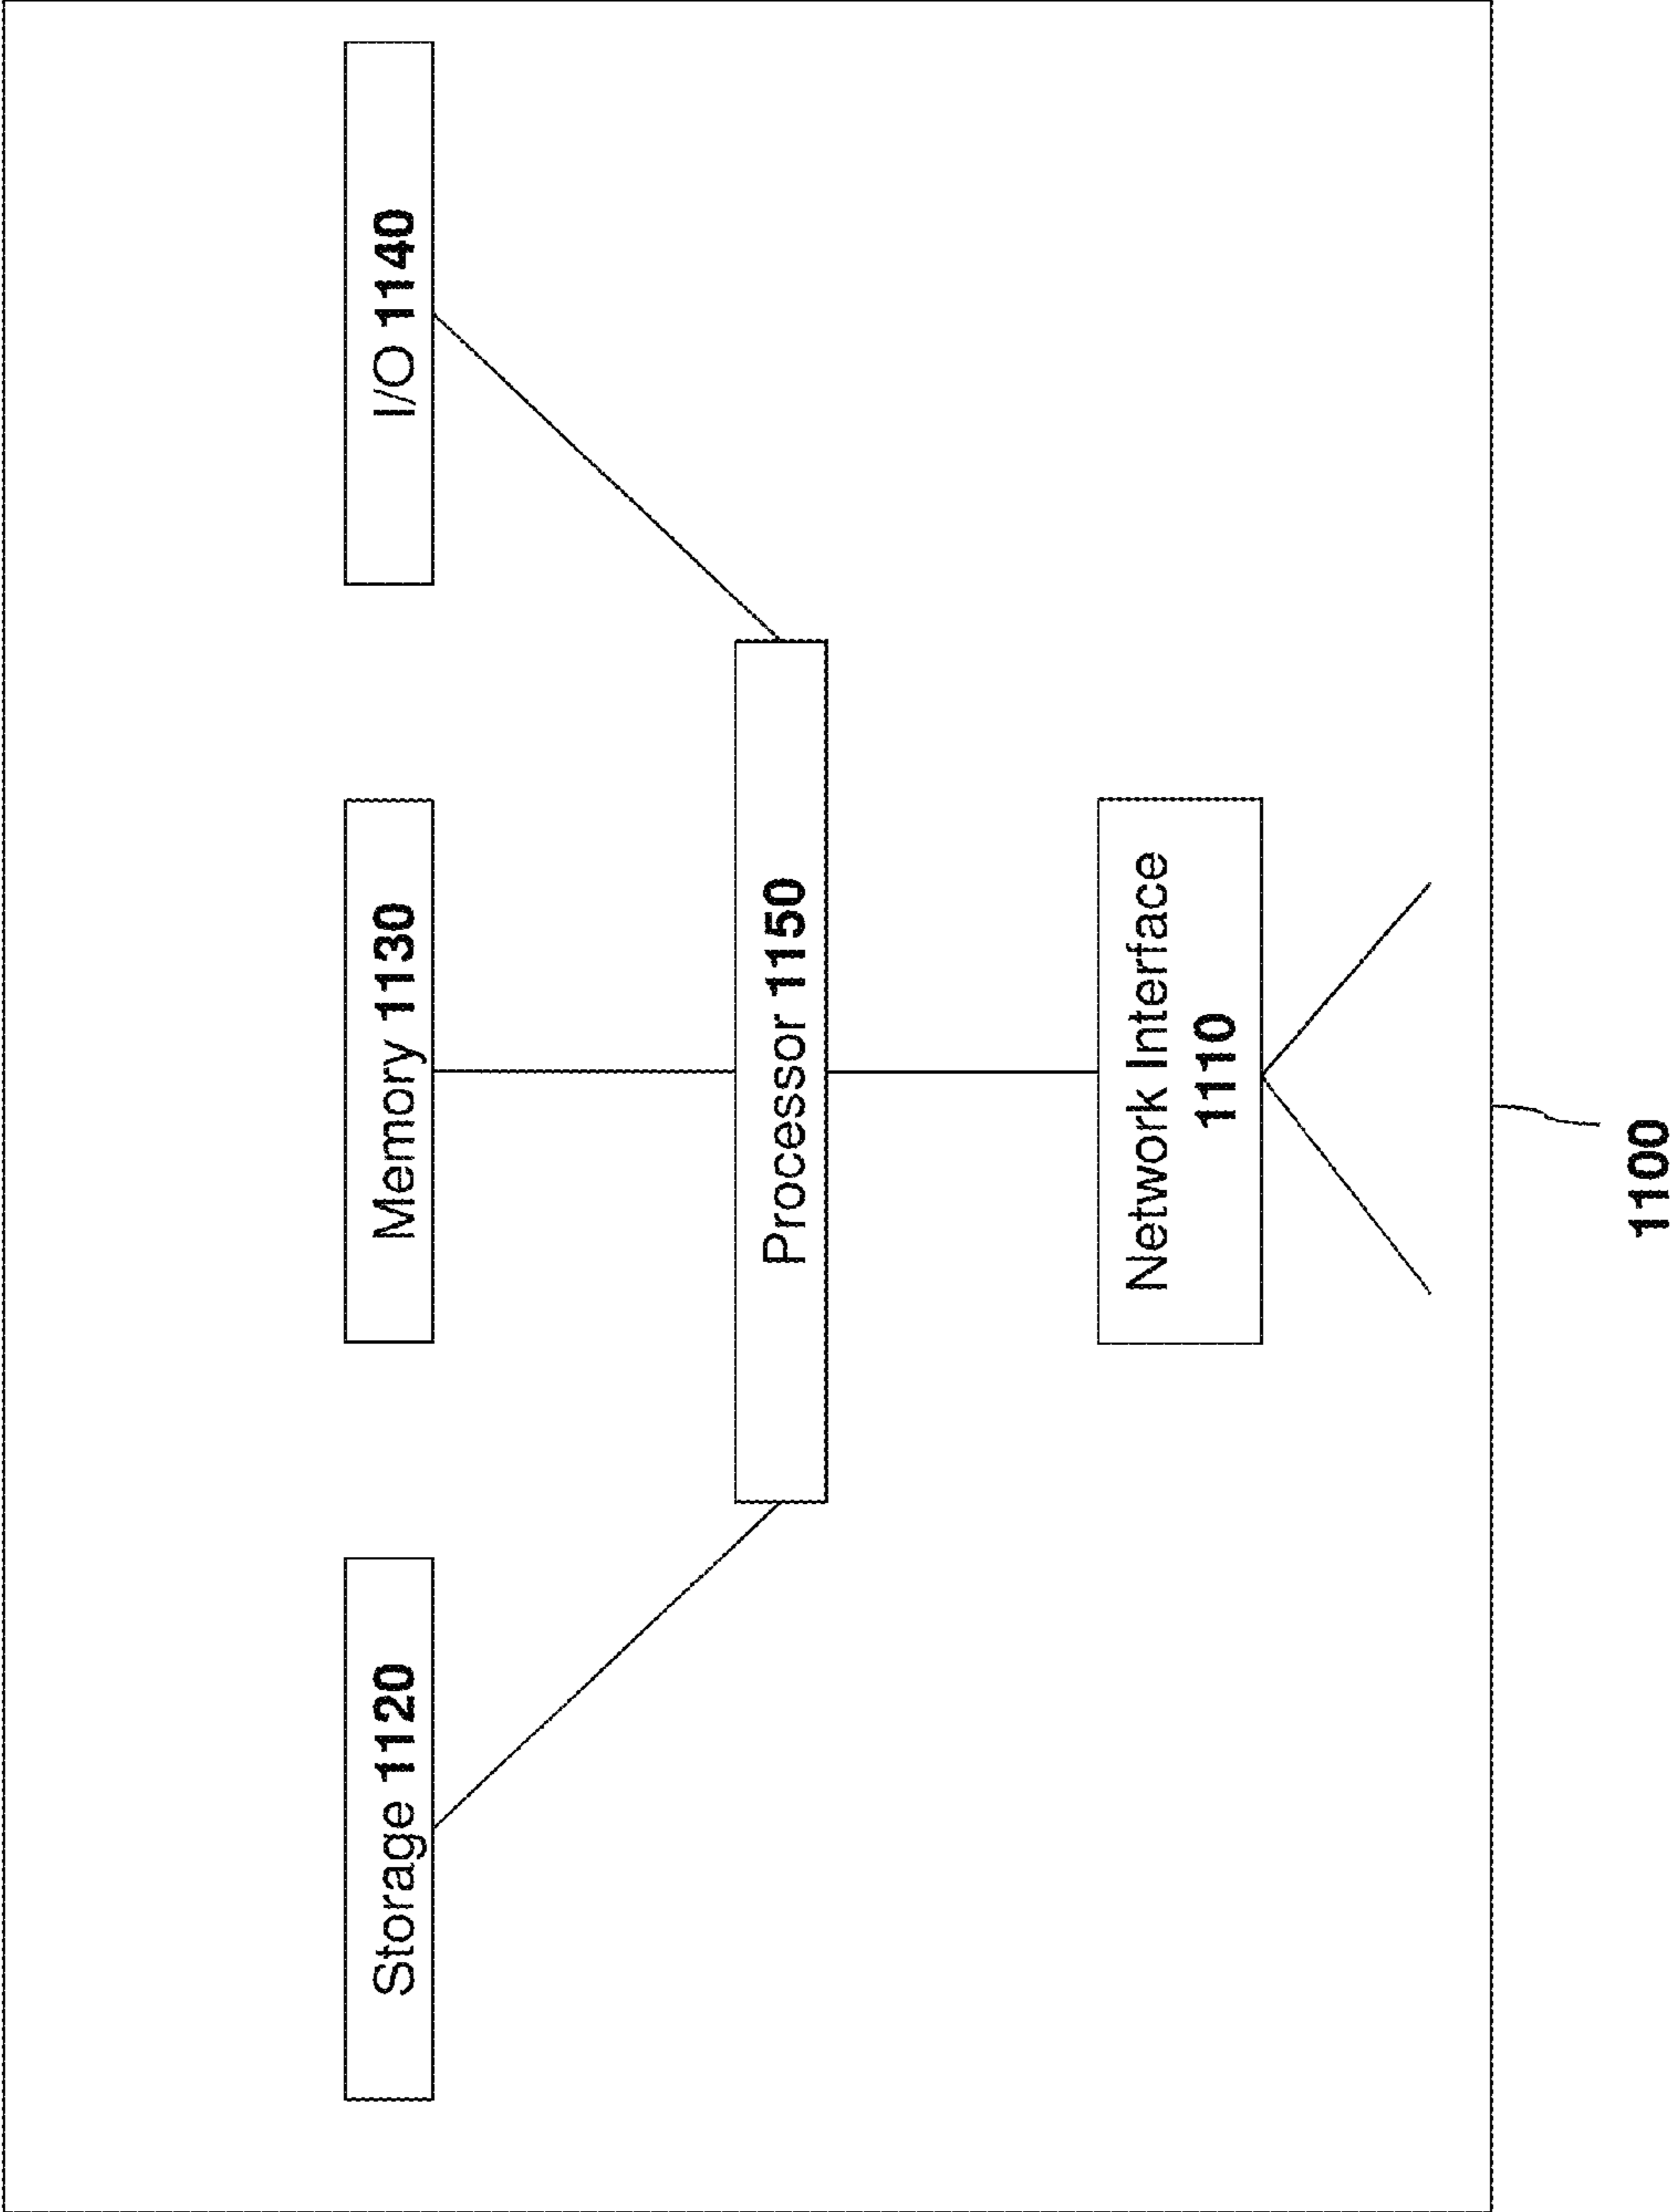 Storage 1120
Memory 1130
I/O 1140
Processor 1150
Network Interface
1110
1100